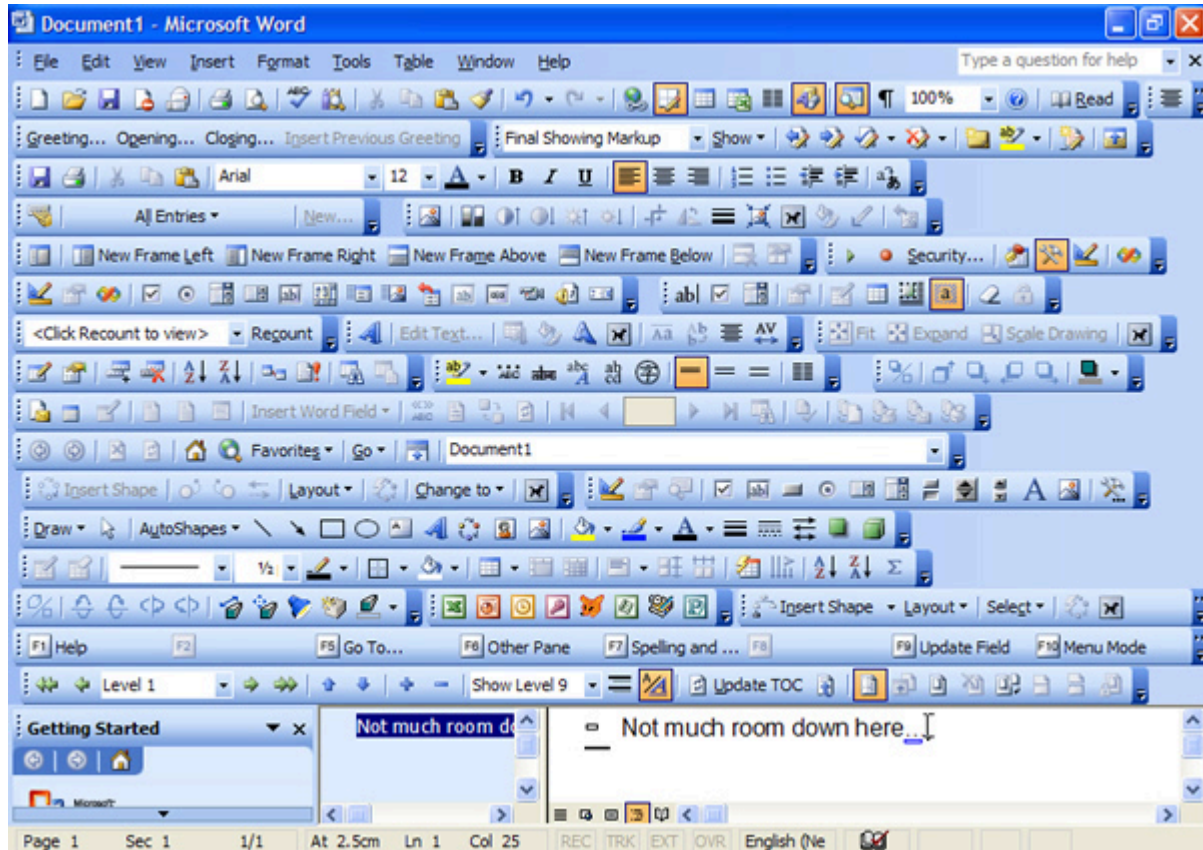 Document1 - Microsoft Word
File Edit View Insert Format Tools Table Window Help Type a question for help
100% Read
Greeting... Opening... Closing... Insert Previous Greeting Final Showing Markup Show
Arial 12 A B I U
All Entries New...
New Frame Left New Frame Right New Frame Above New Frame Below Security...
ab|
<Click Recount to view> Recount Edit Text... Aa AV Fit Expand Scale Drawing
Insert Word Field
Favorites Go Document1
Insert Shape Layout Change to A
Draw AutoShapes A
½
Insert Shape Layout Select
F1 Help F2 F5 Go To... F6 Other Pane F7 Spelling and ... F8 F9 Update Field F10 Menu Mode
Level 1 Show Level 9 Update TOC
Getting Started
Not much room do
Not much room down here...
Microsoft
Page 1 Sec 1 1/1 At 2.5cm Ln 1 Col 25 REC TRK EXT OVR English (Ne